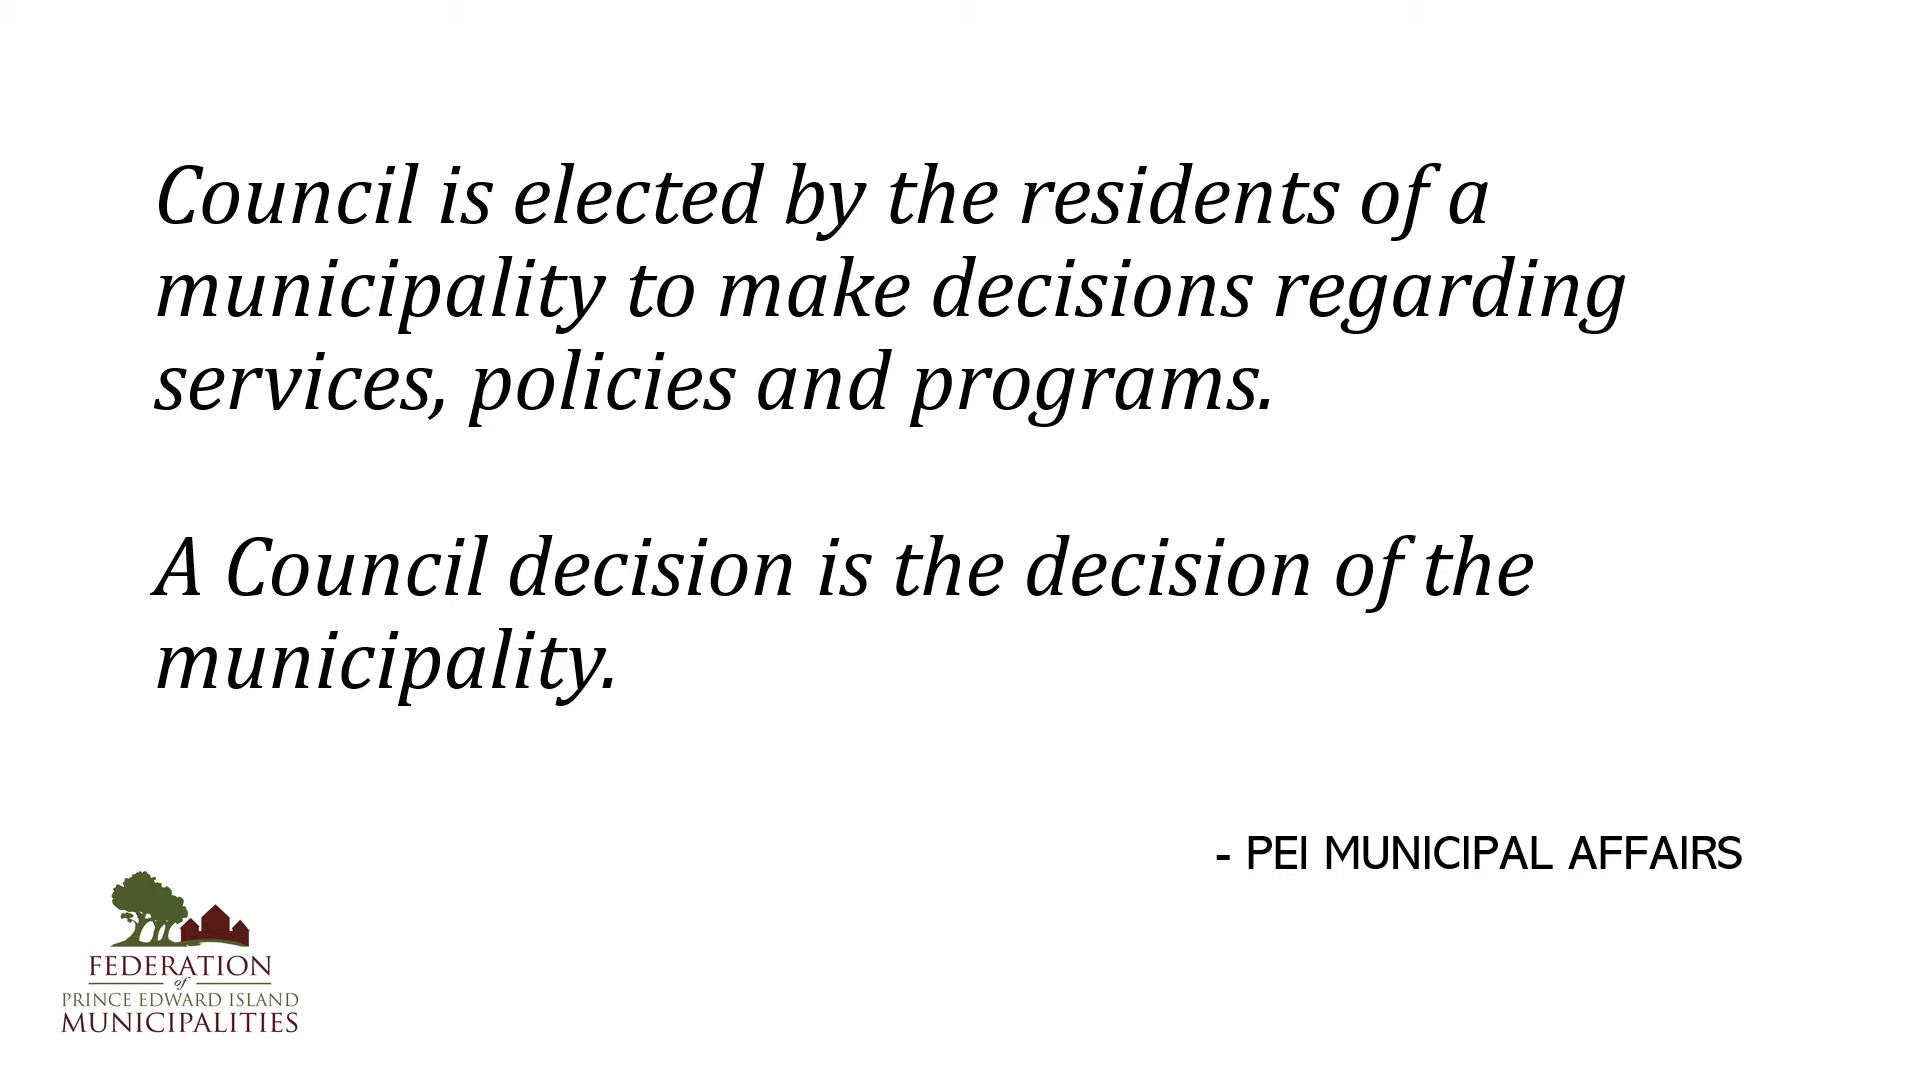 Council is elected by the residents of a
municipality to make decisions regarding
services, policies and programs.
A Council decision is the decision of the
municipality.
- PEI MUNICIPAL AFFAIRS
FEDERATION
of
PRINCE EDWARD ISLAND
MUNICIPALITIES